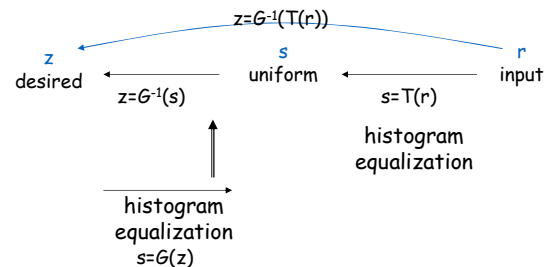 z=G⁻¹(T(r))
z
s
r
desired
uniform
input
z=G⁻¹(s)
s=T(r)
histogram
equalization
histogram
equalization
s=G(z)